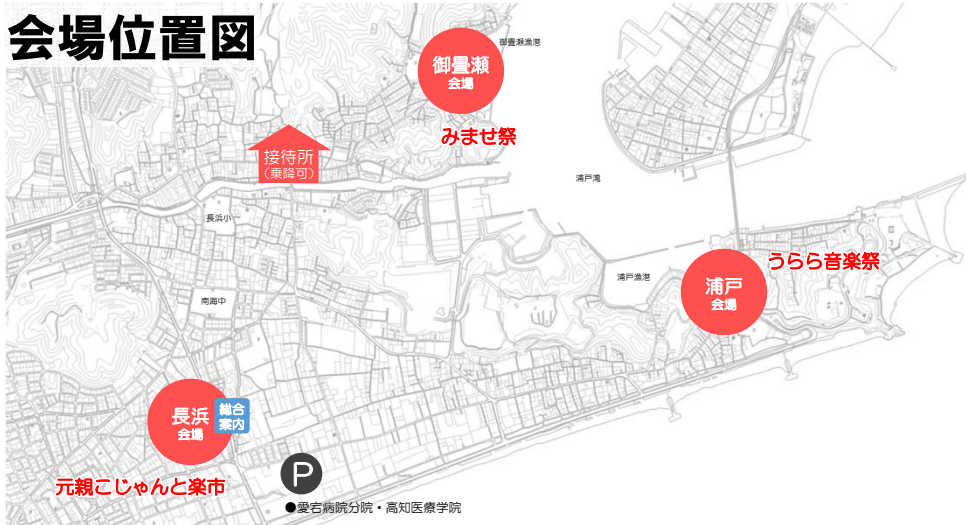 会場位置図
御畳瀬漁港
御畳瀬
会場
みませ祭
接待所
(乗降可)
浦戸湾
長浜小
うらら音楽祭
浦戸漁港
浦戸
会場
南海中
長浜
会場
総合
案内
元親こじゃんと楽市
P
●愛宕病院分院・高知医療学院